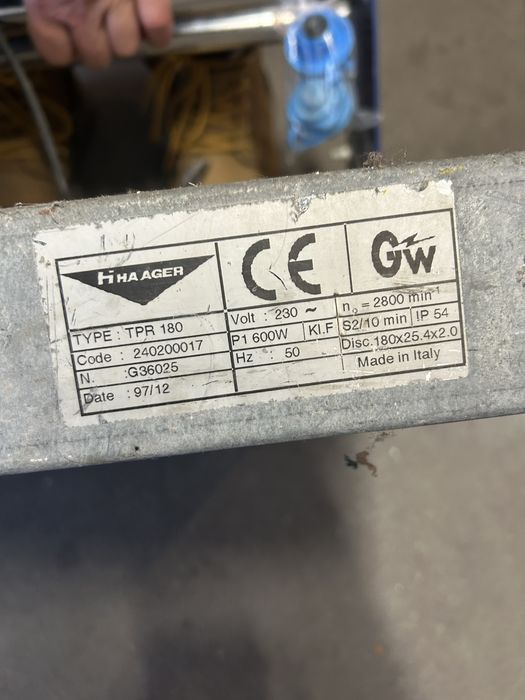 HAAGER
CE
GW
TYPE : TPR 180
Code : 240200017
N. :G36025
Date : 97/12
Volt : 230 ~
P1 600W Kl.F
Hz : 50
n₀ = 2800 min⁻¹
S2/10 min IP 54
Disc.180x25.4x2.0
Made in Italy